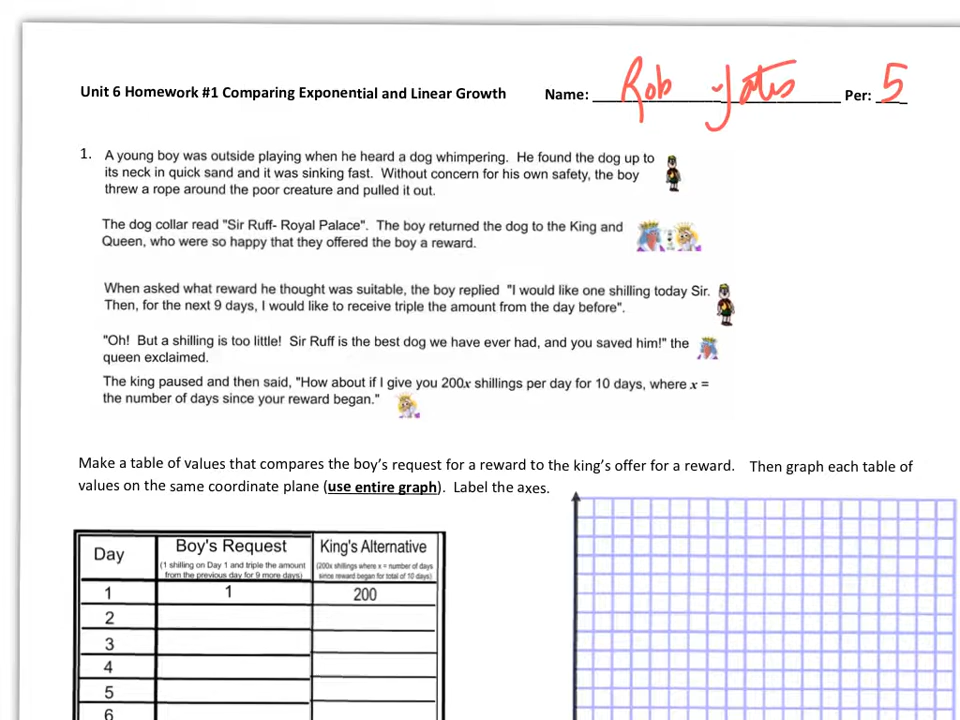 Unit 6 Homework #1 Comparing Exponential and Linear Growth Name: Rob Yates Per: 5
1. A young boy was outside playing when he heard a dog whimpering. He found the dog up to
its neck in quick sand and it was sinking fast. Without concern for his own safety, the boy
threw a rope around the poor creature and pulled it out.
The dog collar read "Sir Ruff- Royal Palace". The boy returned the dog to the King and
Queen, who were so happy that they offered the boy a reward.
When asked what reward he thought was suitable, the boy replied "I would like one shilling today Sir.
Then, for the next 9 days, I would like to receive triple the amount from the day before".
"Oh! But a shilling is too little! Sir Ruff is the best dog we have ever had, and you saved him!" the
queen exclaimed.
The king paused and then said, "How about if I give you 200x shillings per day for 10 days, where x =
the number of days since your reward began."
Make a table of values that compares the boy's request for a reward to the king's offer for a reward. Then graph each table of
values on the same coordinate plane (use entire graph). Label the axes.
Day Boy's Request King's Alternative
(1 shilling on Day 1 and triple the amount (200x shillings where x = number of days
from the previous day for 9 more days) since reward began for total of 10 days)
1 1 200
2
3
4
5
6